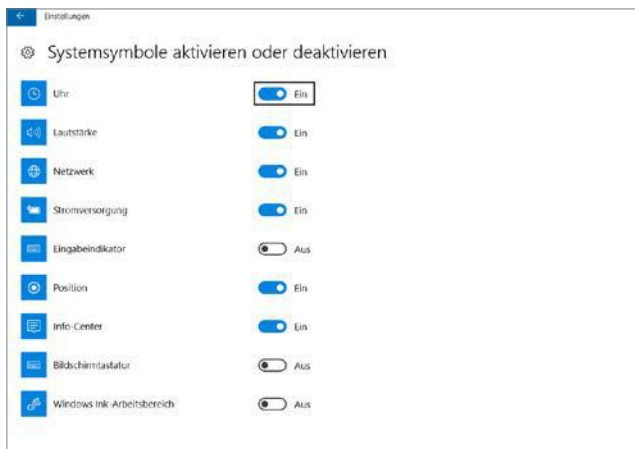 Einstellungen
Systemsymbole aktivieren oder deaktivieren
Uhr Ein
Lautstärke Ein
Netzwerk Ein
Stromversorgung Ein
Eingabeindikator Aus
Position Ein
Info-Center Ein
Bildschirmtastatur Aus
Windows Ink-Arbeitsbereich Aus